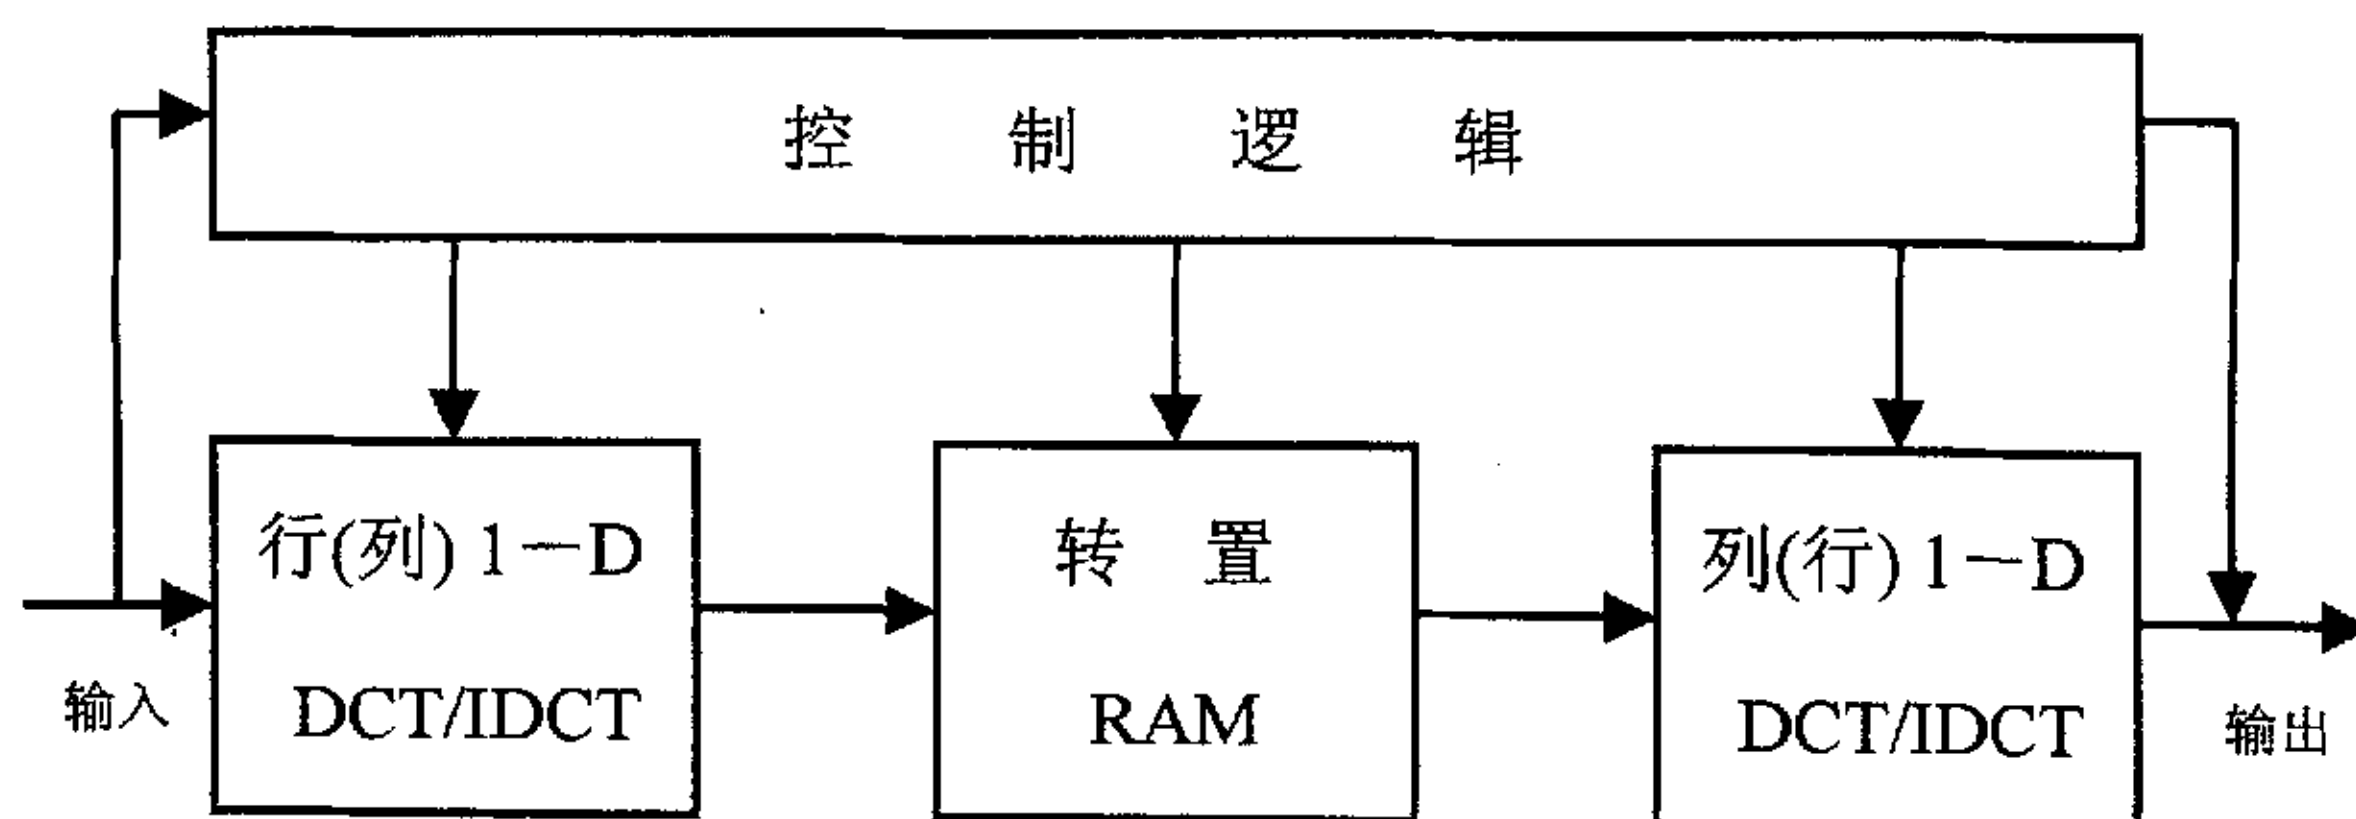 控制逻辑
行(列) 1－D
DCT/IDCT
转置
RAM
列(行) 1－D
DCT/IDCT
输入
输出